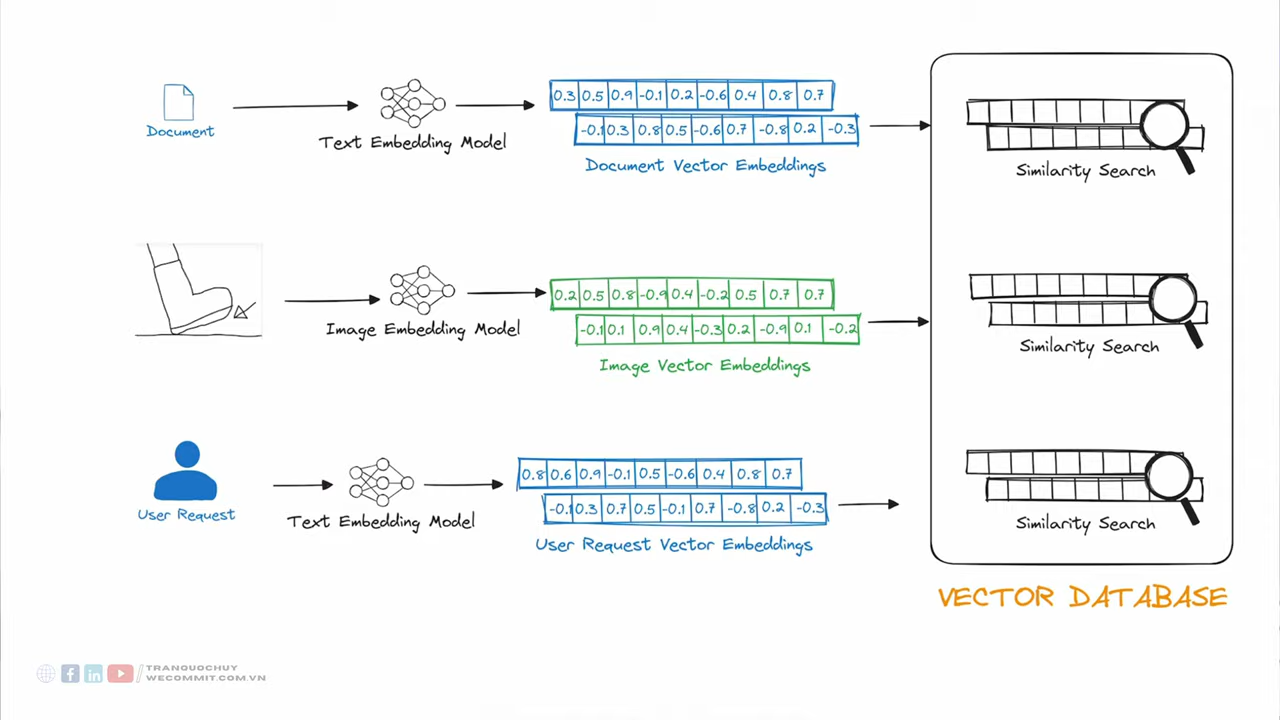 Document
Text Embedding Model
0.3 0.5 0.9 -0.1 0.2 -0.6 0.4 0.8 0.7
-0.1 0.3 0.8 0.5 -0.6 0.7 -0.8 0.2 -0.3
Document Vector Embeddings
Similarity Search
Image Embedding Model
0.2 0.5 0.8 -0.9 0.4 -0.2 0.5 0.7 0.7
-0.1 0.1 0.9 0.4 -0.3 0.2 -0.9 0.1 -0.2
Image Vector Embeddings
Similarity Search
User Request
Text Embedding Model
0.8 0.6 0.9 -0.1 0.5 -0.6 0.4 0.8 0.7
-0.1 0.3 0.7 0.5 -0.1 0.7 -0.8 0.2 -0.3
User Request Vector Embeddings
Similarity Search
VECTOR DATABASE
TRANQUOCHUY
WECOMMIT.COM.VN